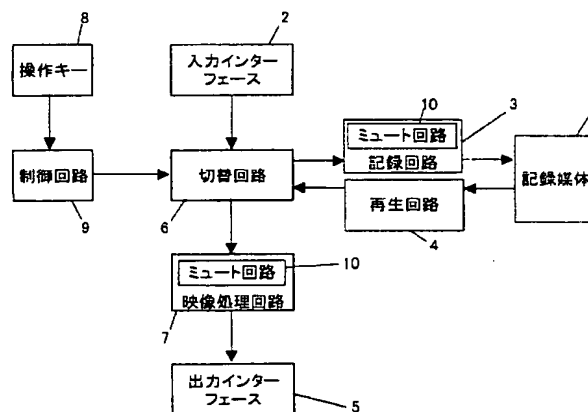 8
2
操作キー
入力インター
フェース
10
3
ミュート回路
記録回路
制御回路
切替回路
記録媒体
再生回路
9
6
4
10
ミュート回路
映像処理回路
7
出力インター
フェース
5